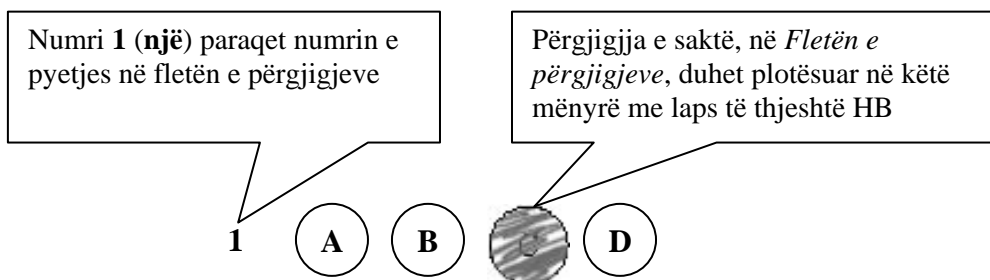 Numri 1 (një) paraqet numrin e
pyetjes në fletën e përgjigjeve
Përgjigjja e saktë, në Fletën e
përgjigjeve, duhet plotësuar në këtë
mënyrë me laps të thjeshtë HB
1 A B D